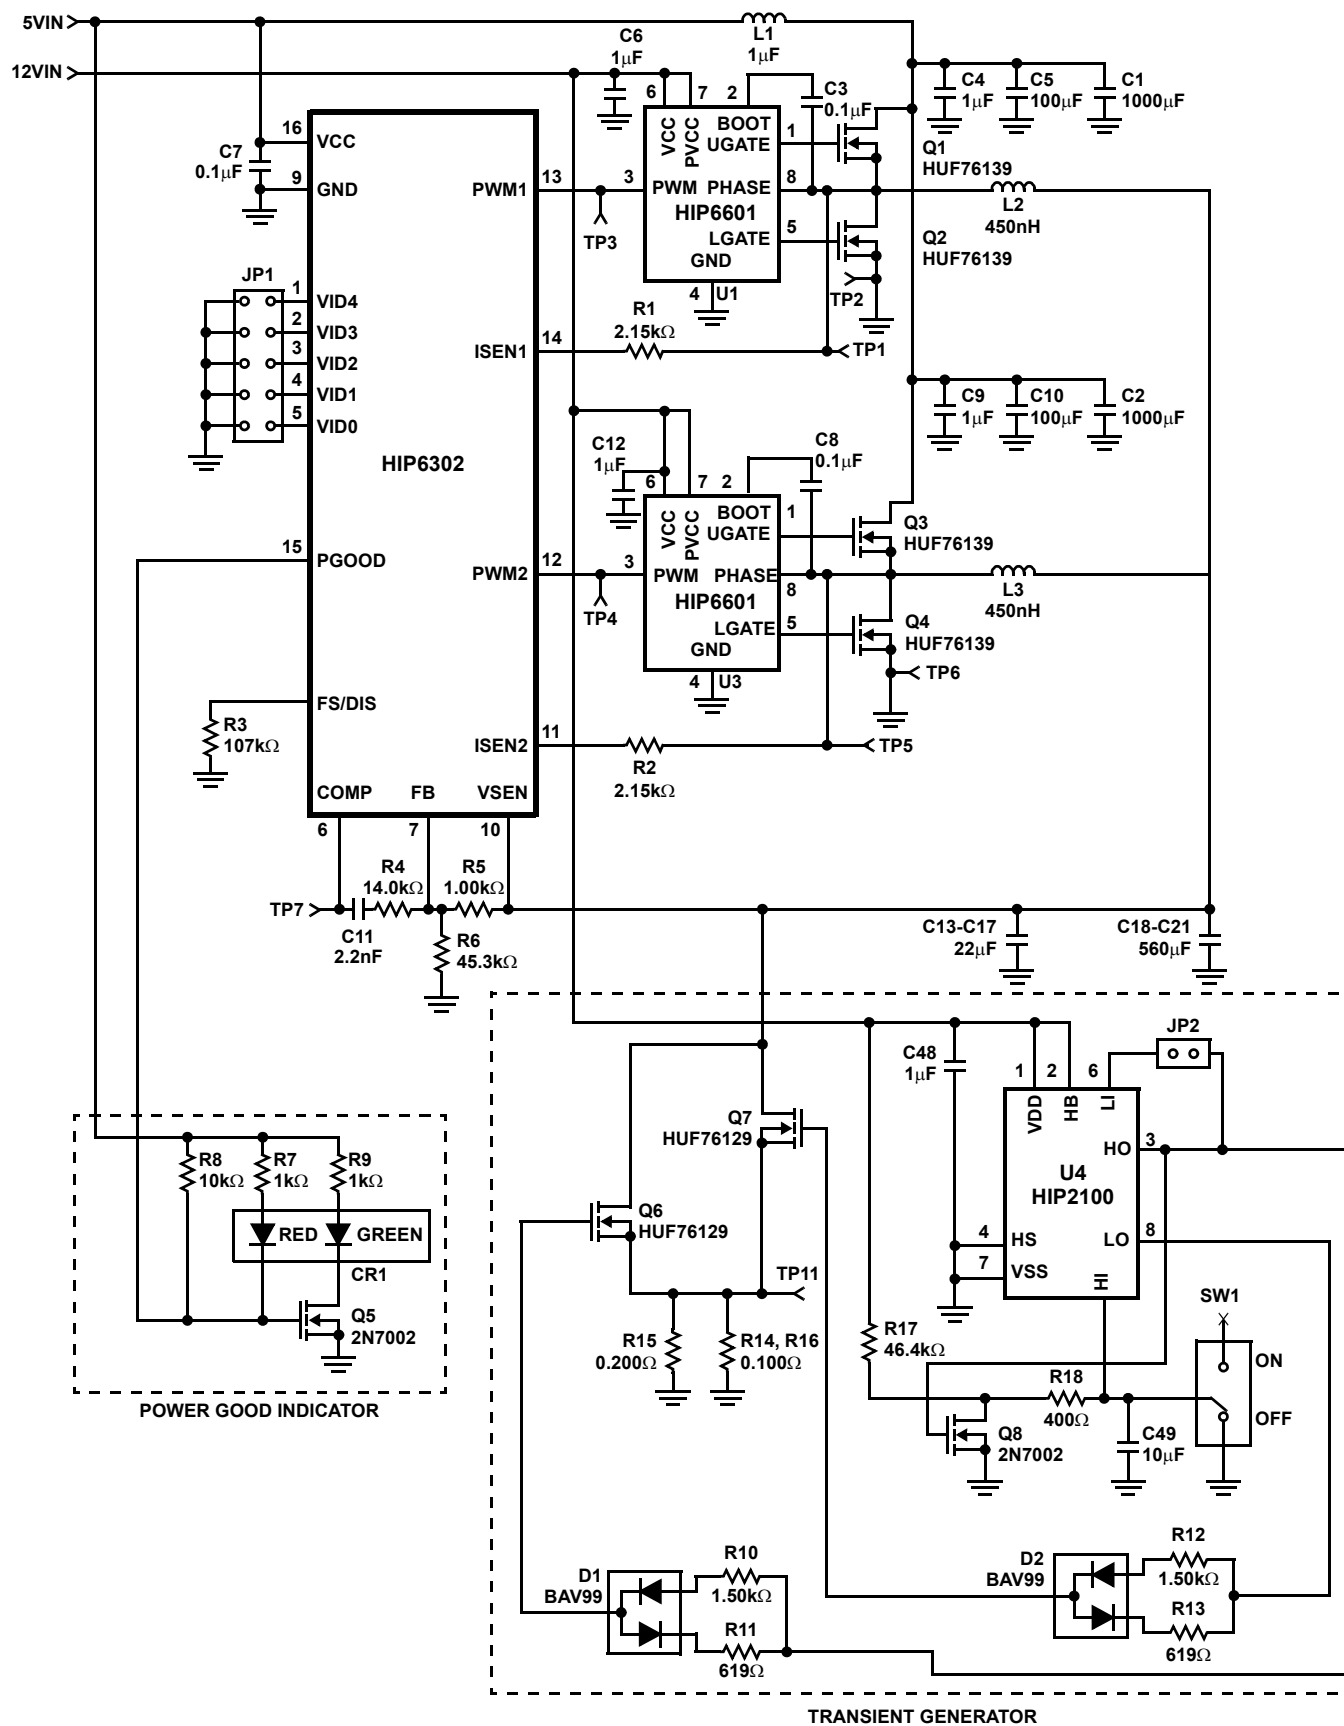 5VIN
12VIN
L1
1μF
C6
1μF
C3
0.1μF
C4
1μF
C5
100μF
C1
1000μF
6
7
2
VCC
PVCC
BOOT
UGATE
1
Q1
HUF76139
16
VCC
C7
0.1μF
9
GND
PWM1
13
TP3
3
PWM
PHASE
8
HIP6601
L2
450nH
LGATE
5
GND
Q2
HUF76139
TP2
4
U1
JP1
1
VID4
2
VID3
3
VID2
4
VID1
5
VID0
R1
2.15kΩ
14
ISEN1
TP1
HIP6302
C9
1μF
C10
100μF
C2
1000μF
C12
1μF
C8
0.1μF
6
7
2
VCC
PVCC
BOOT
UGATE
1
Q3
HUF76139
15
PGOOD
PWM2
12
TP4
3
PWM
PHASE
8
HIP6601
L3
450nH
LGATE
5
GND
Q4
HUF76139
TP6
4
U3
FS/DIS
R3
107kΩ
ISEN2
11
R2
2.15kΩ
TP5
COMP
FB
VSEN
6
7
10
R4
14.0kΩ
R5
1.00kΩ
TP7
C11
2.2nF
R6
45.3kΩ
C13-C17
22μF
C18-C21
560μF
JP2
C48
1μF
1
2
6
VDD
HB
LI
Q7
HUF76129
HO
3
U4
HIP2100
R8
10kΩ
R7
1kΩ
R9
1kΩ
RED
GREEN
CR1
Q6
HUF76129
4
HS
LO
8
7
VSS
HI
TP11
SW1
Q5
2N7002
R15
0.200Ω
R14, R16
0.100Ω
R17
46.4kΩ
ON
R18
400Ω
OFF
POWER GOOD INDICATOR
Q8
2N7002
C49
10μF
D1
BAV99
R10
1.50kΩ
R11
619Ω
D2
BAV99
R12
1.50kΩ
R13
619Ω
TRANSIENT GENERATOR